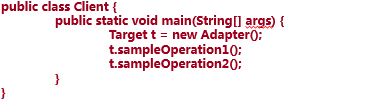 public class Client {
public static void main(String[] args) {
Target t = new Adapter();
t.sampleOperation1();
t.sampleOperation2();
}
}